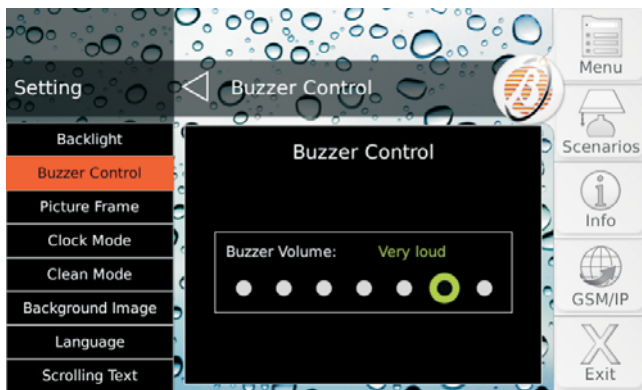 Setting
Buzzer Control
Backlight
Buzzer Control
Picture Frame
Clock Mode
Clean Mode
Background Image
Language
Scrolling Text
Buzzer Control
Buzzer Volume: Very loud
Menu
Scenarios
Info
GSM/IP
Exit